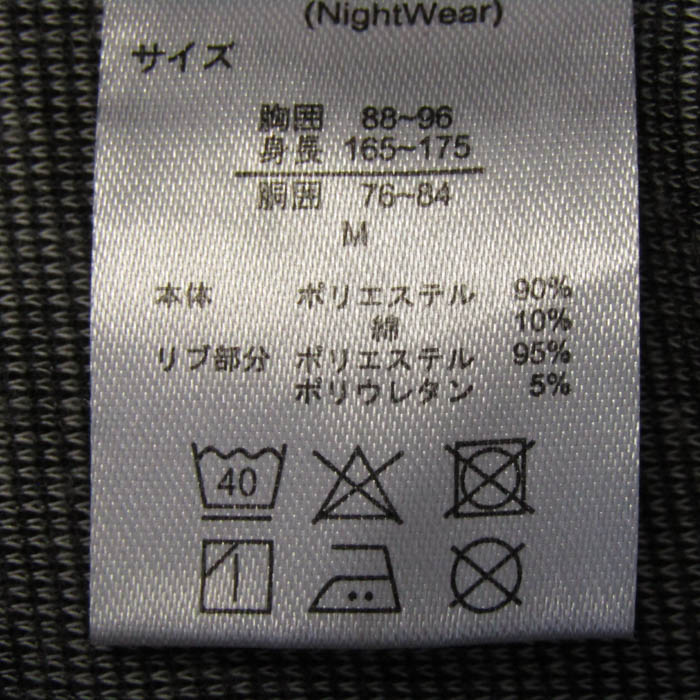 (NightWear)
サイズ
胸囲 88~96
身長 165~175
胴囲 76~84
M
本体 ポリエステル 90%
綿 10%
リブ部分 ポリエステル 95%
ポリウレタン 5%
40